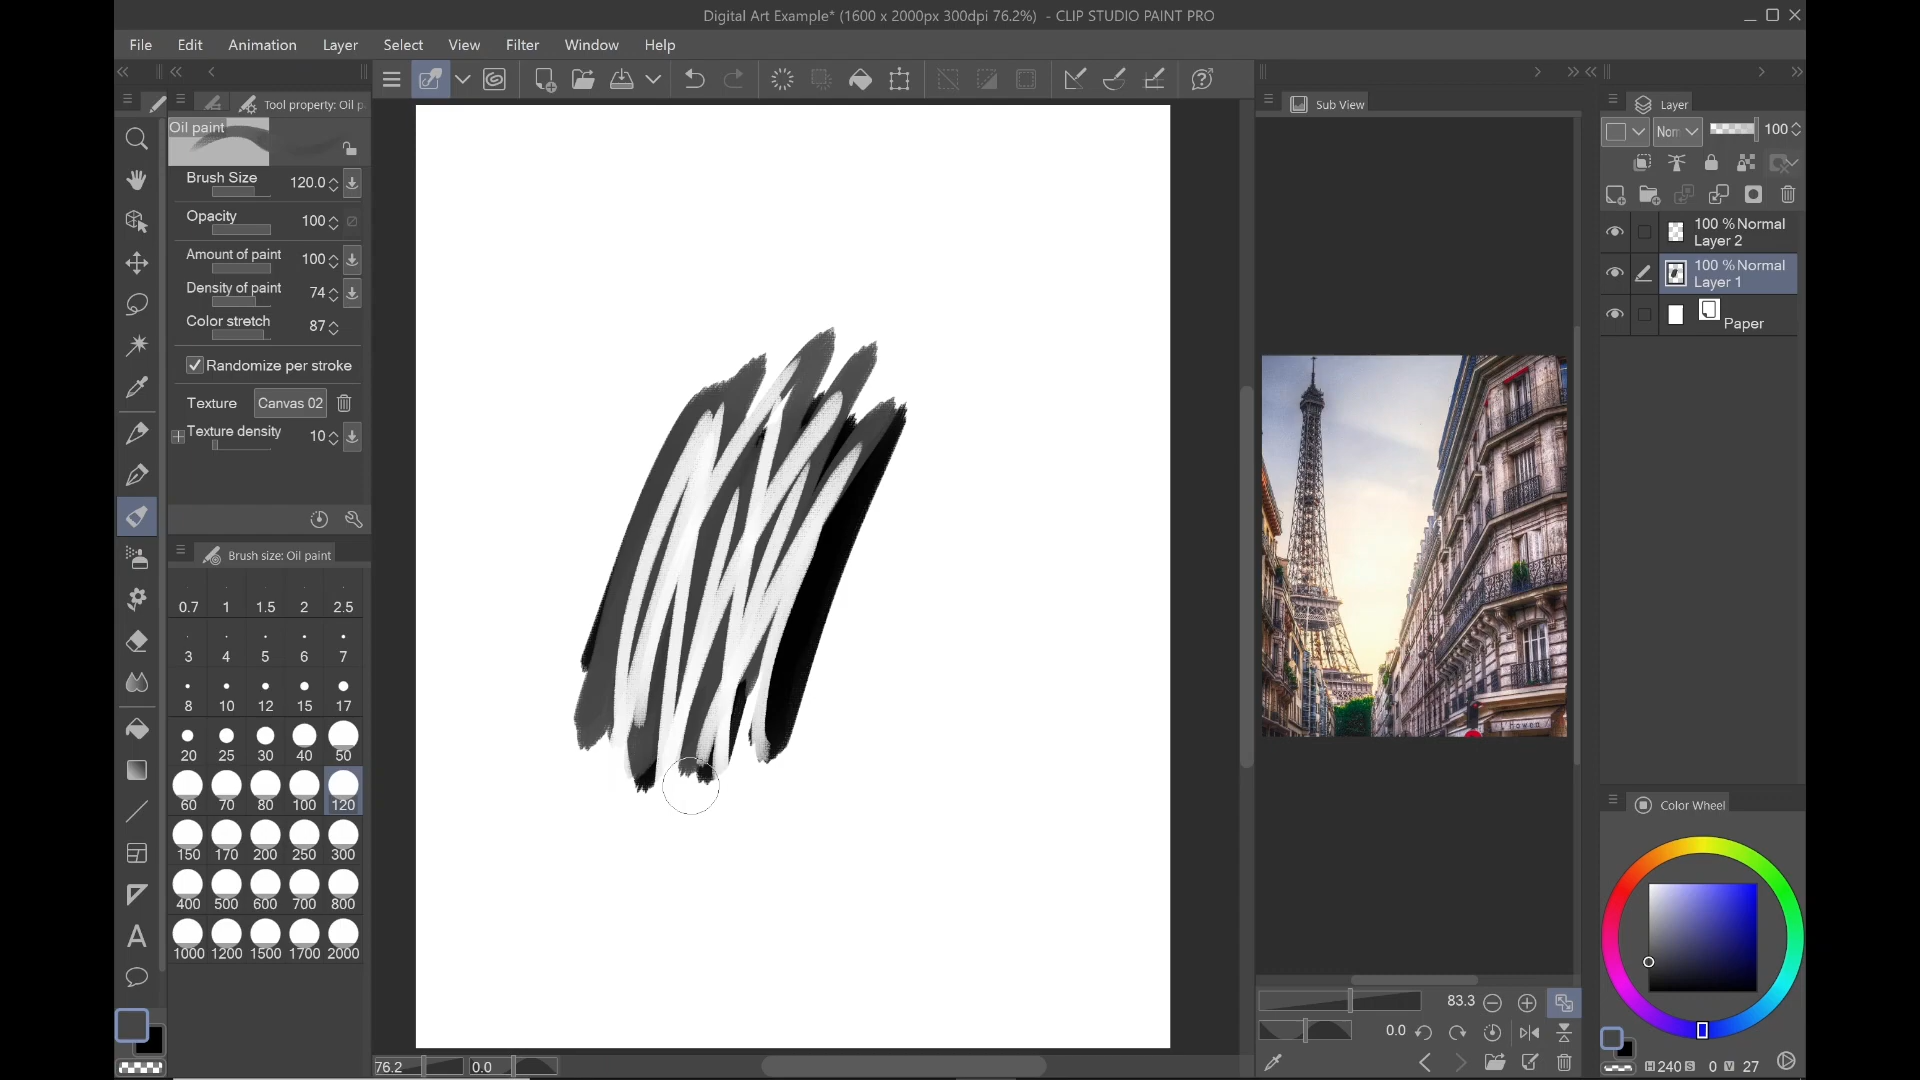 Digital Art Example* (1600 x 2000px 300dpi 76.2%) - CLIP STUDIO PAINT PRO
File Edit Animation Layer Select View Filter Window Help
Tool property: Oil p
Oil paint
Brush Size 120.0
Opacity 100
Amount of paint 100
Density of paint 74
Color stretch 87
Randomize per stroke
Texture Canvas 02
Texture density 10
Brush size: Oil paint
0.7 1 1.5 2 2.5
3 4 5 6 7
8 10 12 15 17
20 25 30 40 50
60 70 80 100 120
150 170 200 250 300
400 500 600 700 800
1000 1200 1500 1700 2000
76.2 0.0
Sub View
83.3
0.0
Layer
Norr 100
100 % Normal
Layer 2
100 % Normal
Layer 1
Paper
Color Wheel
H 240 S 0 V 27